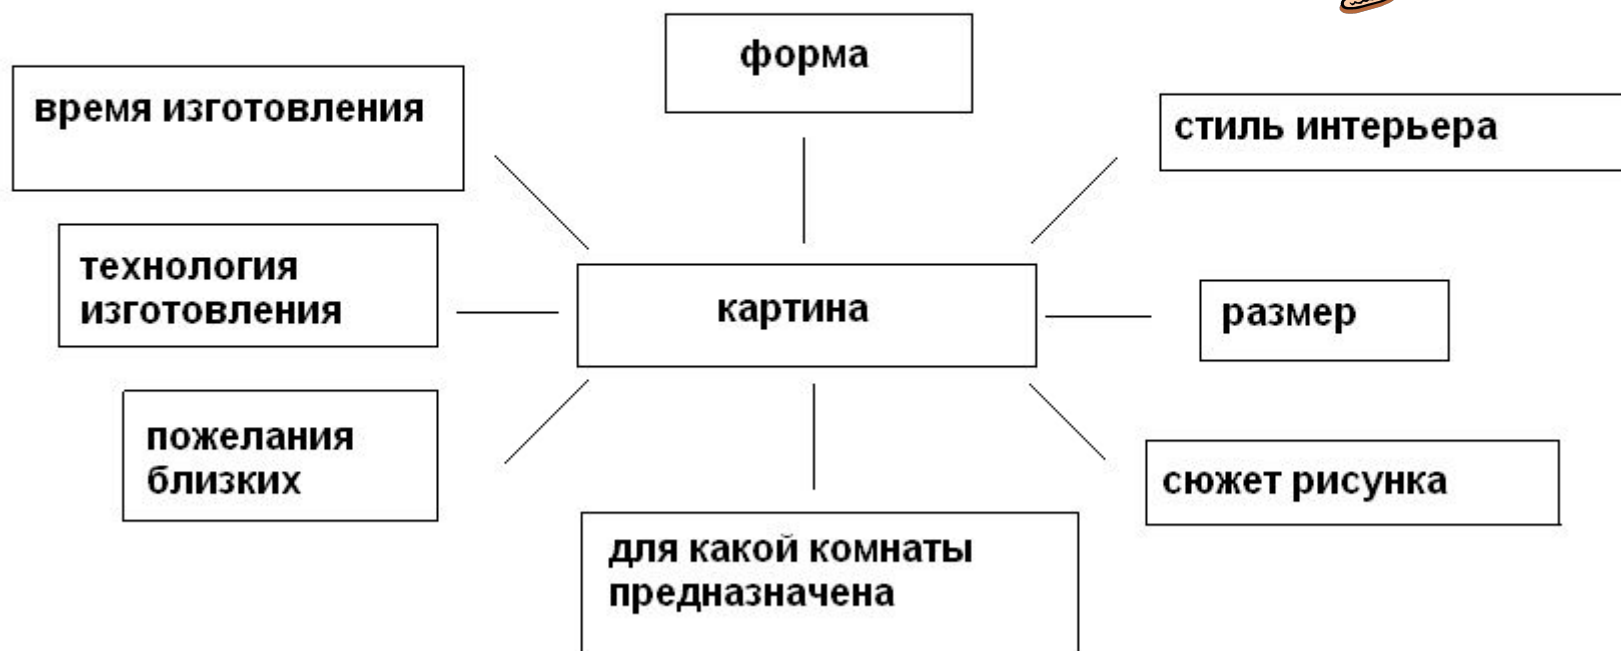 форма
время изготовления
стиль интерьера
технология
изготовления
картина
размер
пожелания
близких
сюжет рисунка
для какой комнаты
предназначена